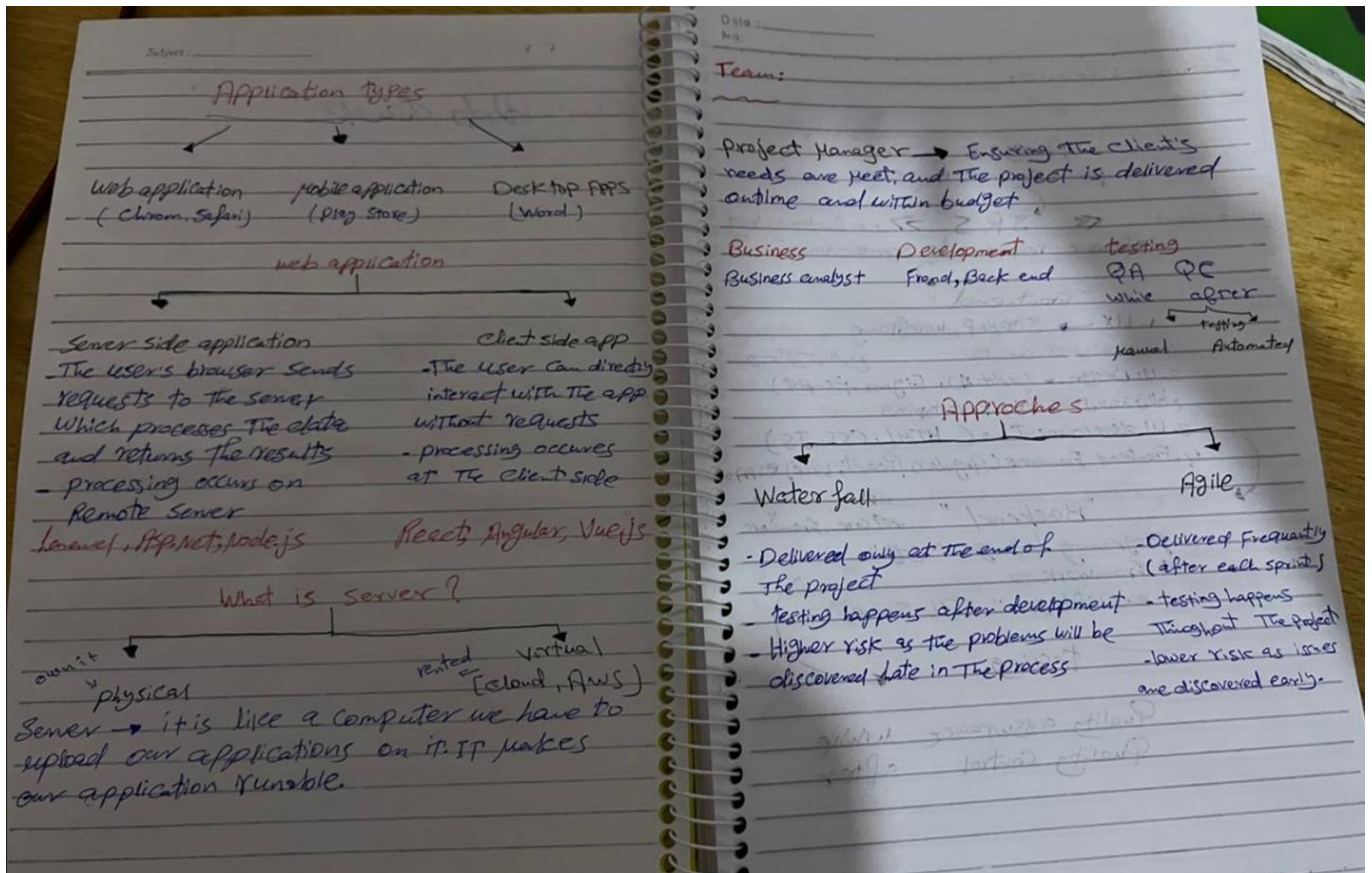 Subject:
Application types
Web application
(Chrom, Safari)
Mobile application
(Play Store)
Desktop Apps
(Word)
web application
Server side application
The user's browser sends
requests to the server
which processes the data
and returns the results
- processing occurs on
Remote server
Laravel, Asp.Net, Node.js
Cliet side app
- The user can directly
interact with the app
without requests
- processing occures
at the client side
React, Angular, Vue.js
What is server?
own it
physical
rented
virtual
[cloud, AWS]
Server → it is like a computer we have to
upload our applications on it. IT makes
our application runable.
Date:
No:
Team:
project Manager → Ensuring The client's
needs are meet, and The project is delivered
ontime and within budget
Business
Business analyst
Development
Back end
testing
QA QC
while after
testing
Manual Automated
Approches
Water fall
- Delivered only at the end of
the project
- testing happens after development
- Higher risk as the problems will be
discovered late in The process
Agile
- Delivered Frequantly
(after each sprint)
- testing happens
The project
- lower risk as issues
are discovered early.